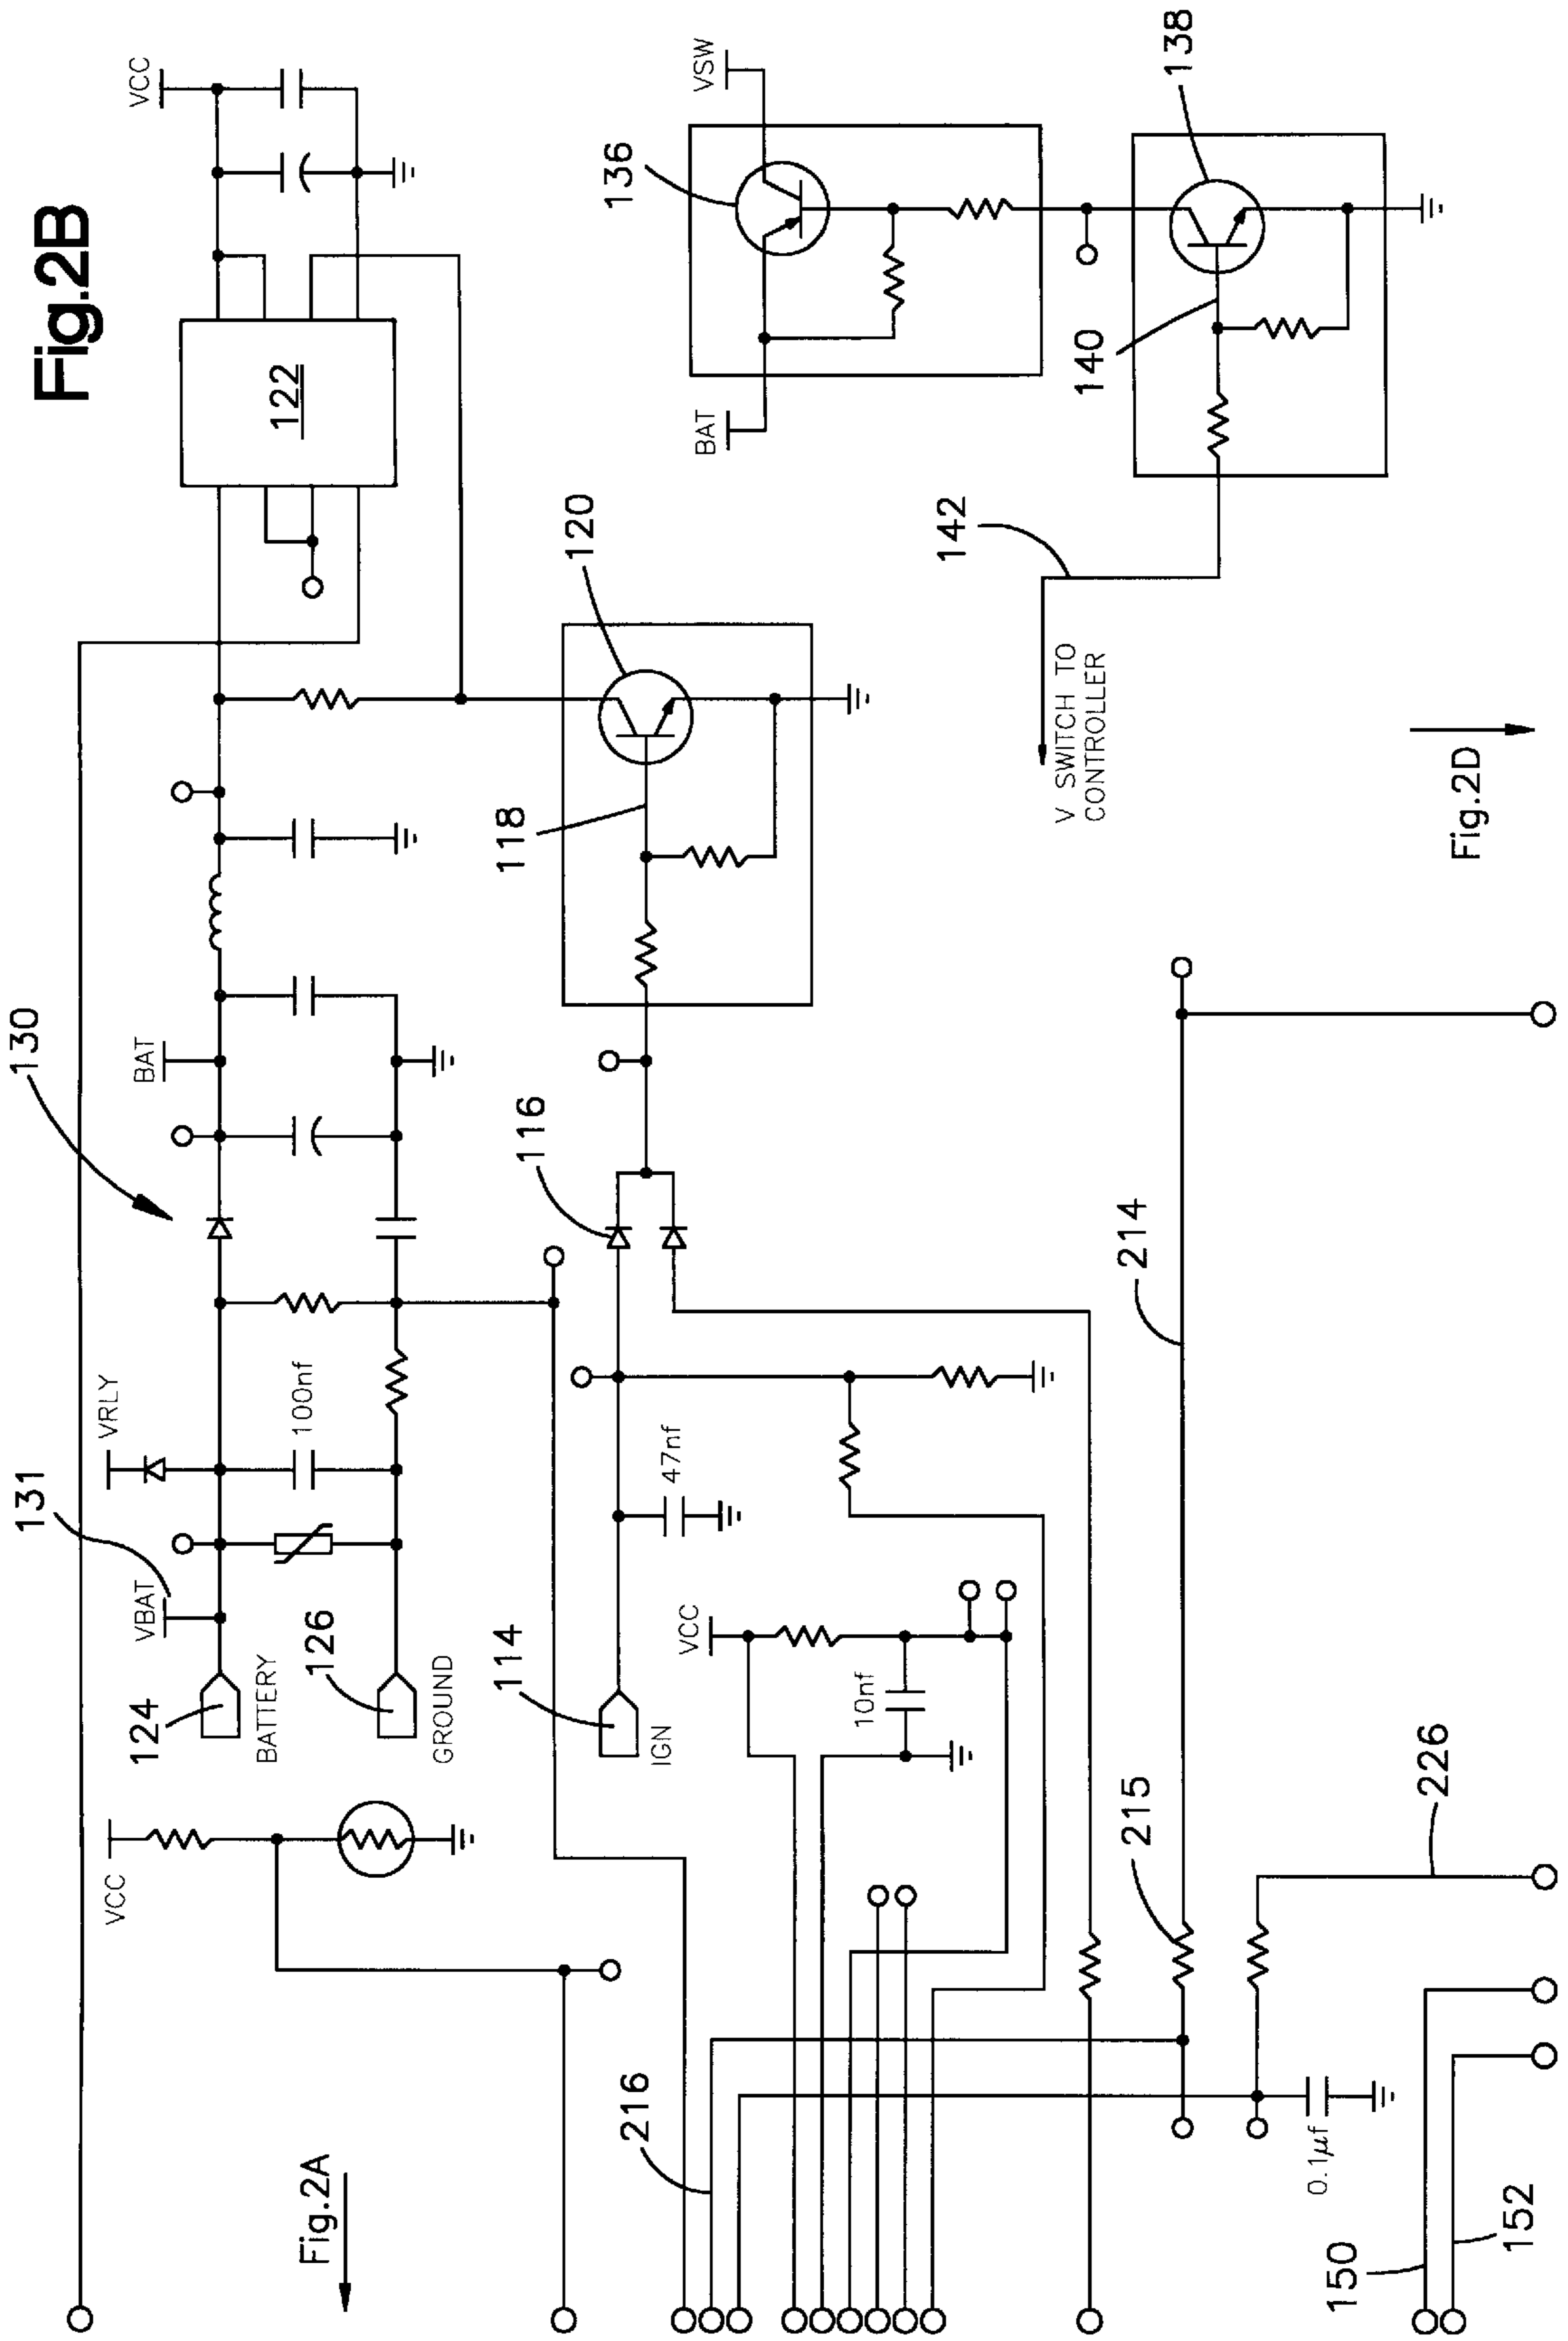 Fig.2B
VCC
122
VSW
136
138
BAT
140
142
V SWITCH TO
CONTROLLER
Fig.2D
120
118
130
BAT
116
214
VRLY
100nf
131
VBAT
47nf
124
BATTERY
126
GROUND
114
IGN
VCC
10nf
VCC
215
226
216
Fig.2A
0.1µf
150
152